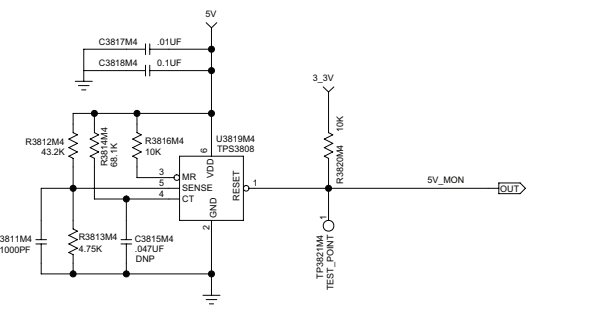 5V
C3817M4 .01UF
C3818M4 0.1UF
3_3V
10K
R3820M4
R3812M4
43.2K
R3814M4
68.1K
R3816M4
10K
U3819M4
TPS3808
6
VDD
3 MR
5 SENSE
4 CT
RESET 1
GND
2
5V_MON
OUT
1
TP3821M4
TEST_POINT
3811M4
1000PF
R3813M4
4.75K
C3815M4
.047UF
DNP